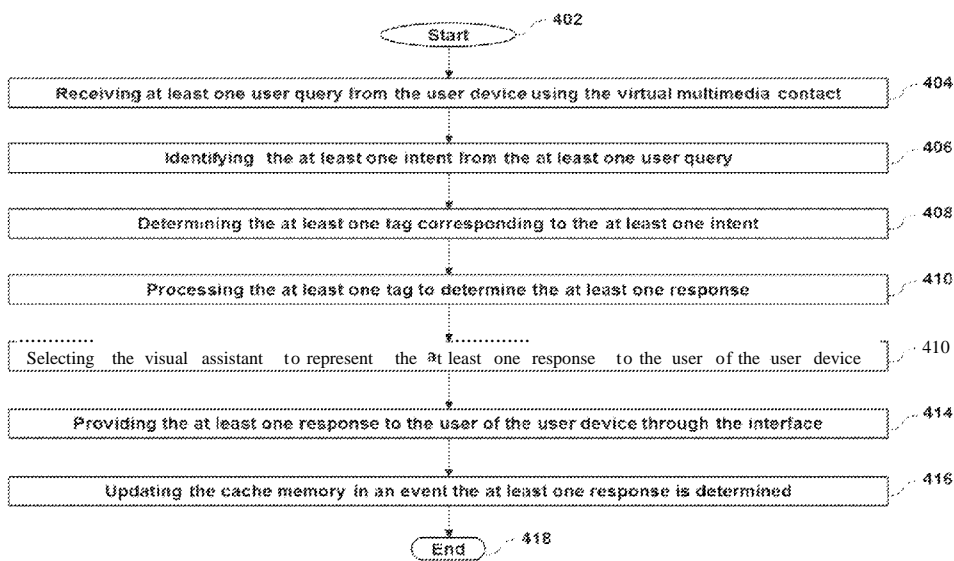 Start 402
Receiving at least one user query from the user device using the virtual multimedia contact 404
Identifying the at least one intent from the at least one user query 406
Determining the at least one tag corresponding to the at least one intent 408
Processing the at least one tag to determine the at least one response 410
Selecting the visual assistant to represent the at least one response to the user of the user device 410
Providing the at least one response to the user of the user device through the interface 414
Updating the cache memory in an event the at least one response is determined 416
End 418